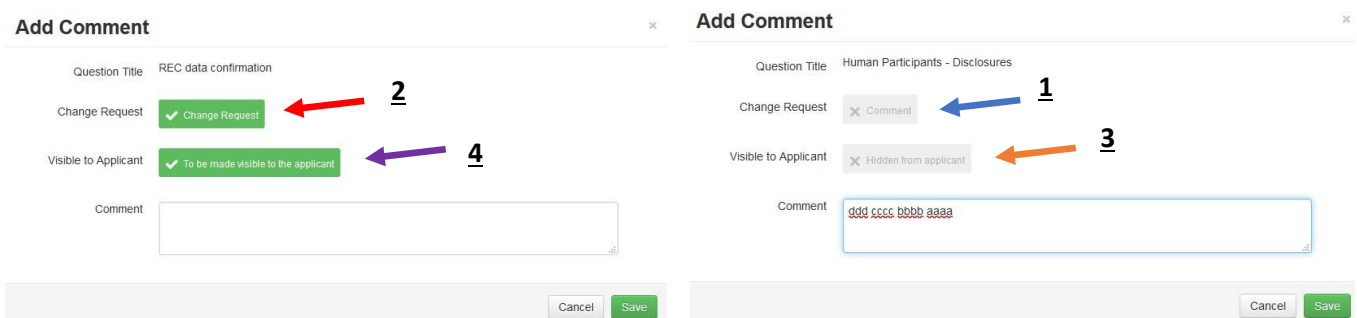 Add Comment ×
Question Title REC data confirmation
Change Request ✔ Change Request 2
Visible to Applicant ✔ To be made visible to the applicant 4
Comment
Cancel Save
Add Comment ×
Question Title Human Participants - Disclosures
Change Request ✖ Comment 1
Visible to Applicant ✖ Hidden from applicant 3
Comment ddd cccc bbbb aaaa
Cancel Save